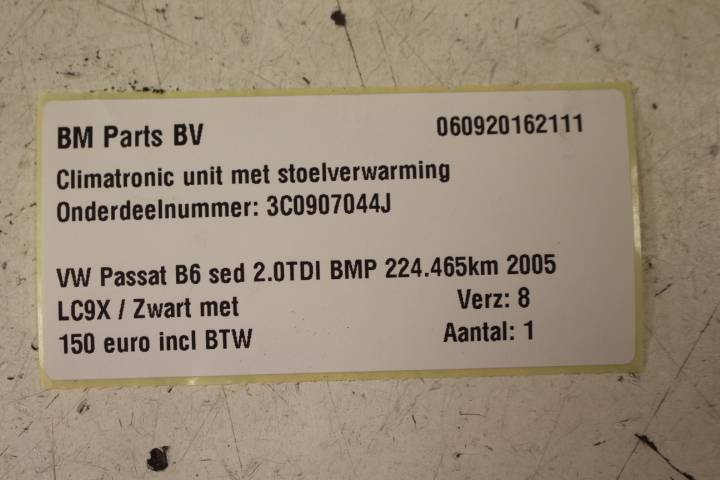 BM Parts BV 060920162111
Climatronic unit met stoelverwarming
Onderdeelnummer: 3C0907044J
VW Passat B6 sed 2.0TDI BMP 224.465km 2005
LC9X / Zwart met Verz: 8
150 euro incl BTW Aantal: 1